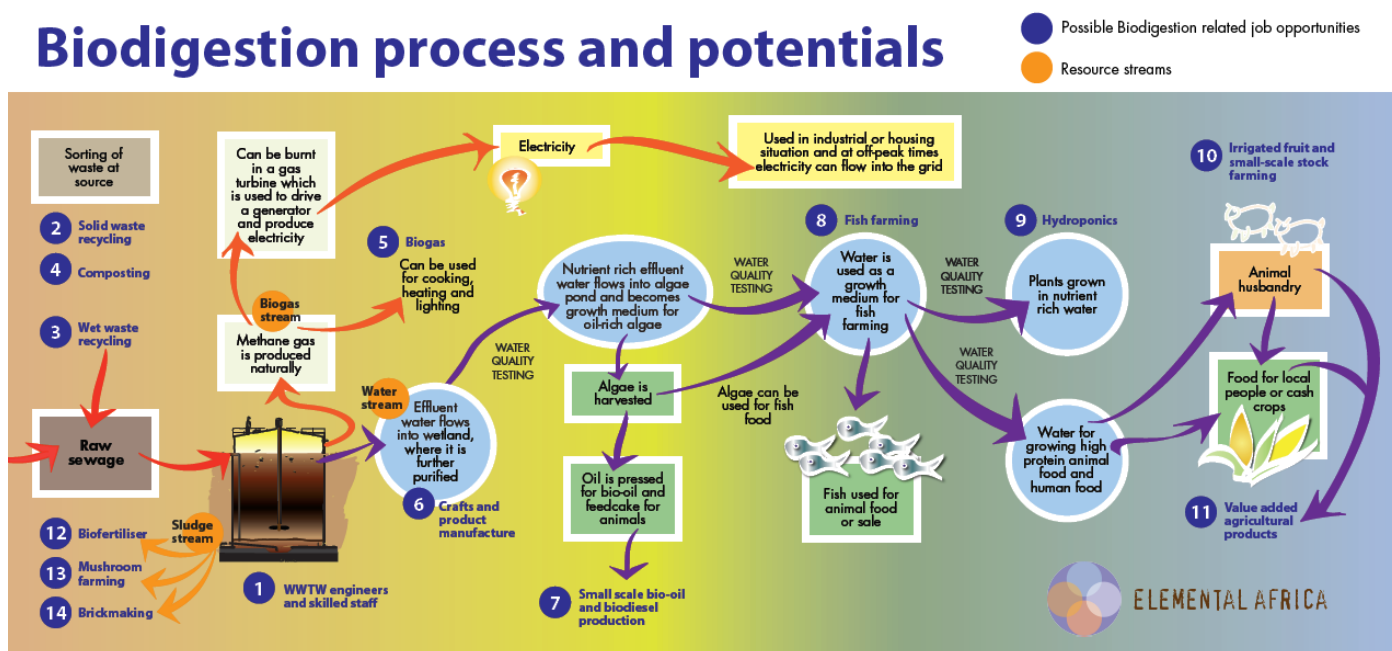 Biodigestion process and potentials
Possible Biodigestion related job opportunities
Resource streams
Sorting of
waste at
source
2 Solid waste
recycling
4 Composting
3 Wet waste
recycling
Raw
sewage
Can be burnt
in a gas
turbine which
is used to drive
a generator
and produce
electricity
Biogas
stream
Methane gas
is produced
naturally
5 Biogas
Can be used
for cooking,
heating and
lighting
Electricity
Used in industrial or housing
situation and at off-peak times
electricity can flow into the grid
Sludge
stream
12 Biofertiliser
13 Mushroom
farming
14 Brickmaking
1 WWTW engineers
and skilled staff
Water
stream
Effluent
water flows
into wetland,
where it is
further
purified
6 Crafts and
product
manufacture
WATER
QUALITY
TESTING
Nutrient rich effluent
water flows into algae
pond and becomes
growth medium for
oil-rich algae
Algae is
harvested
Oil is pressed
for bio-oil and
feedcake for
animals
7 Small scale bio-oil
and biodiesel
production
WATER
QUALITY
TESTING
Algae can be
used for fish
food
8 Fish farming
Water is
used as a
growth
medium for
fish
farming
Fish used for
animal food
or sale
WATER
QUALITY
TESTING
9 Hydroponics
Plants grown
in nutrient
rich water
WATER
QUALITY
TESTING
Water for
growing high
protein animal
food and
human food
10 Irrigated fruit and
small-scale stock
farming
Animal
husbandry
Food for local
people or cash
crops
11 Value added
agricultural
products
ELEMENTAL AFRICA